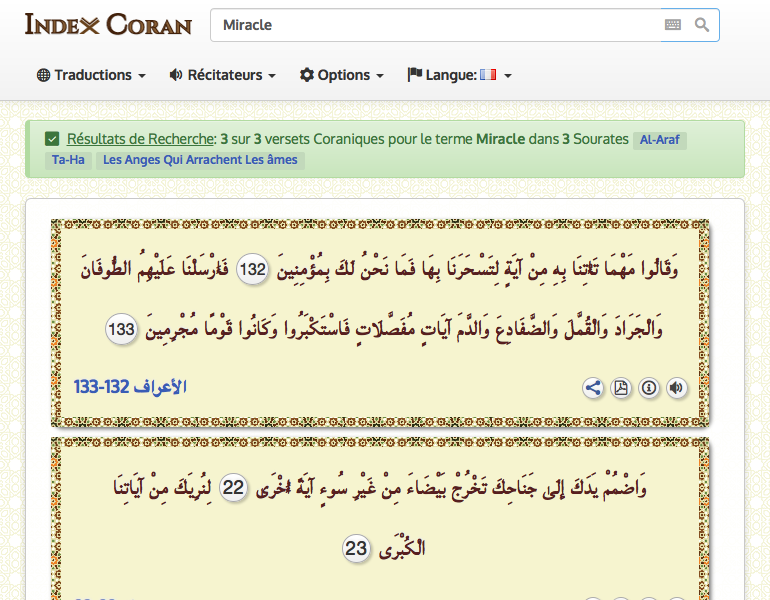 Index Coran
Miracle
Traductions Récitateurs Options Langue:
Résultats de Recherche: 3 sur 3 versets Coraniques pour le terme Miracle dans 3 Sourates Al-Araf
Ta-Ha Les Anges Qui Arrachent Les âmes
وَقَالُوا مَهْمَا تَأْتِنَا بِهِ مِنْ آيَةٍ لِتَسْحَرَنَا بِهَا فَمَا نَحْنُ لَكَ بِمُؤْمِنِينَ 132 فَأَرْسَلْنَا عَلَيْهِمُ الطُّوفَانَ
وَالْجَرَادَ وَالْقُمَّلَ وَالضَّفَادِعَ وَالدَّمَ آيَاتٍ مُفَصَّلَاتٍ فَاسْتَكْبَرُوا وَكَانُوا قَوْمًا مُجْرِمِينَ 133
الأعراف 132-133
وَاضْمُمْ يَدَكَ إِلَىٰ جَنَاحِكَ تَخْرُجْ بَيْضَاءَ مِنْ غَيْرِ سُوءٍ آيَةً أُخْرَىٰ 22 لِنُرِيَكَ مِنْ آيَاتِنَا
الْكُبْرَى 23